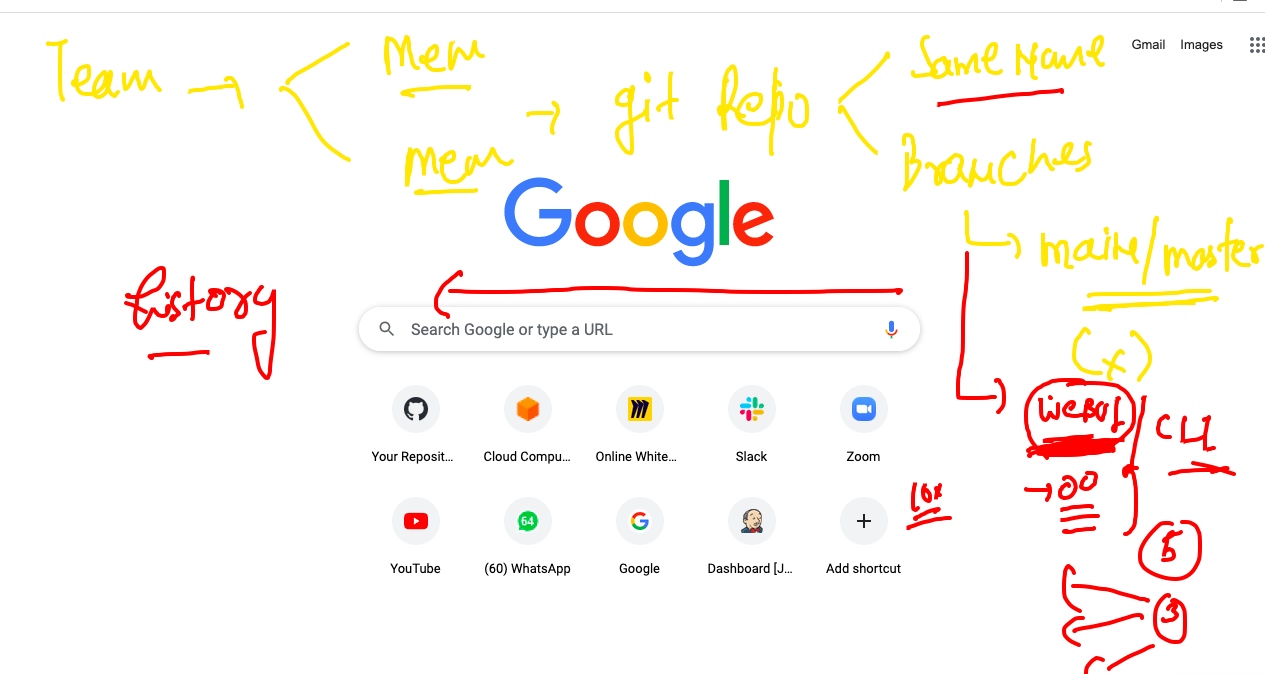 Gmail Images
Team → Mem
Mem → git Repo
Same Name
Branches
main/master
(x)
Google
history
Search Google or type a URL
WebUI / CLI
Your Reposit...
Cloud Compu...
Online White...
Slack
Zoom
10x
5
3
YouTube
64
(60) WhatsApp
Google
Dashboard [J...
Add shortcut